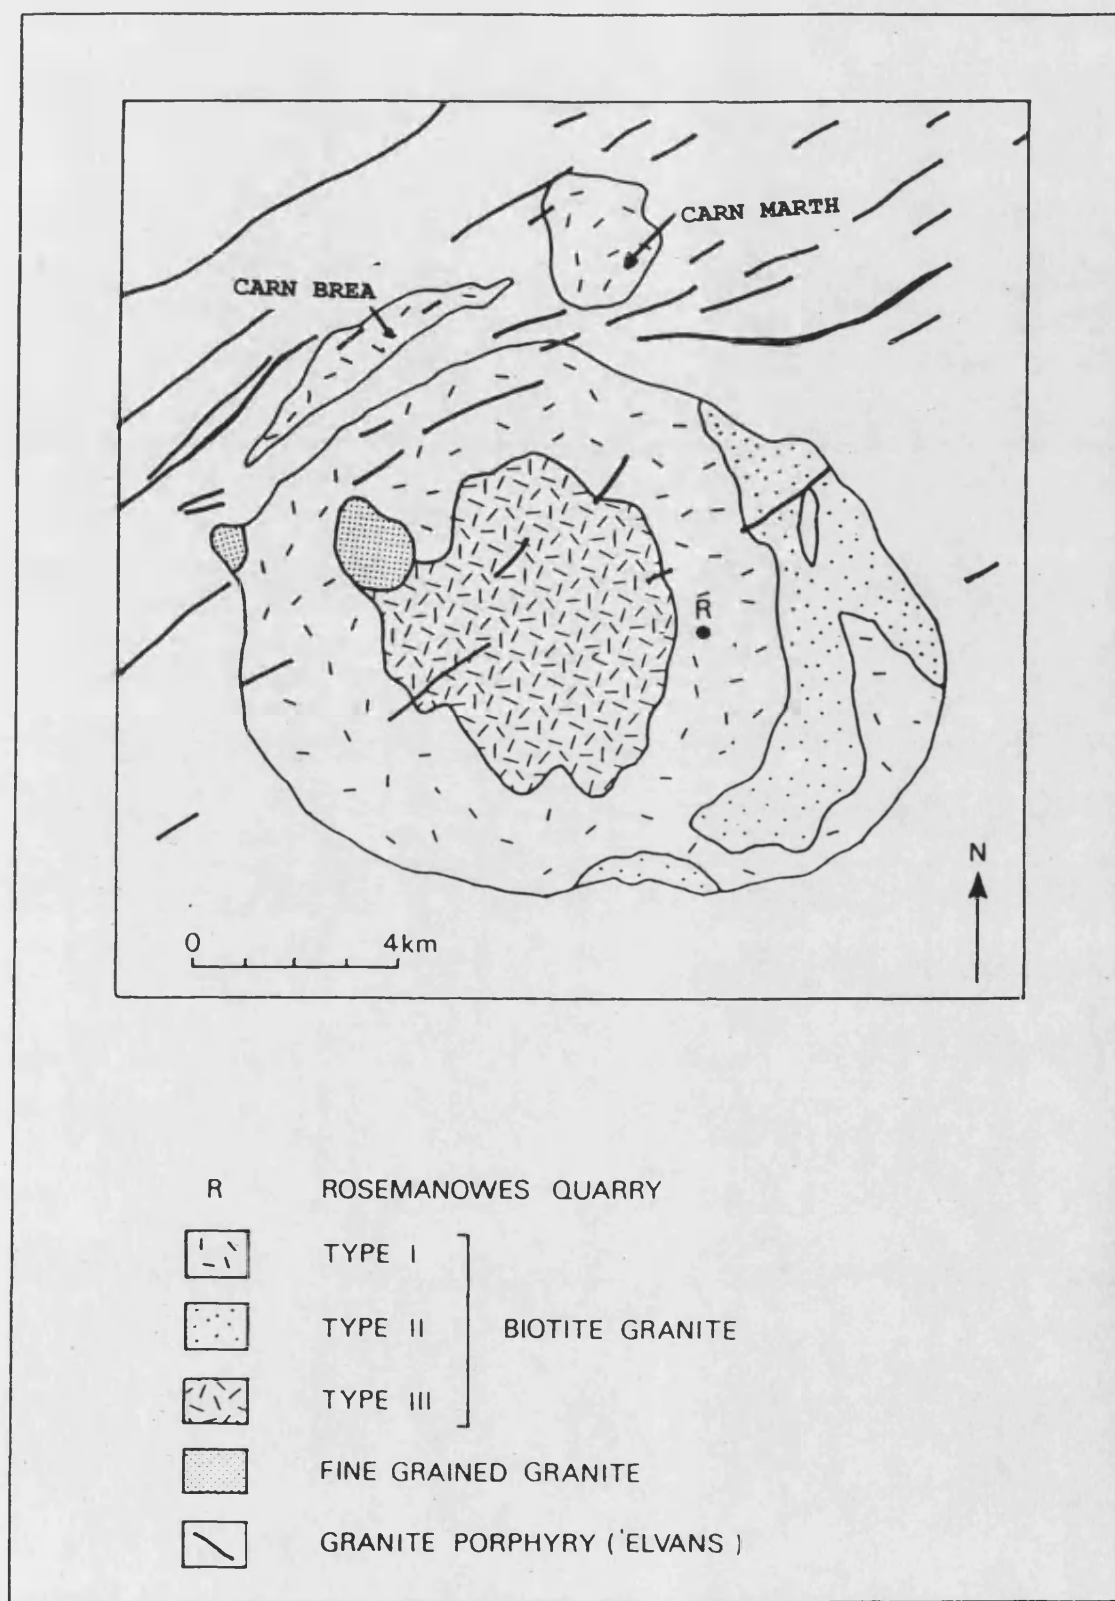 CARN MARTH
CARN BREA
R
N
0 4km
R ROSEMANOWES QUARRY
TYPE I
TYPE II BIOTITE GRANITE
TYPE III
FINE GRAINED GRANITE
GRANITE PORPHYRY ('ELVANS )